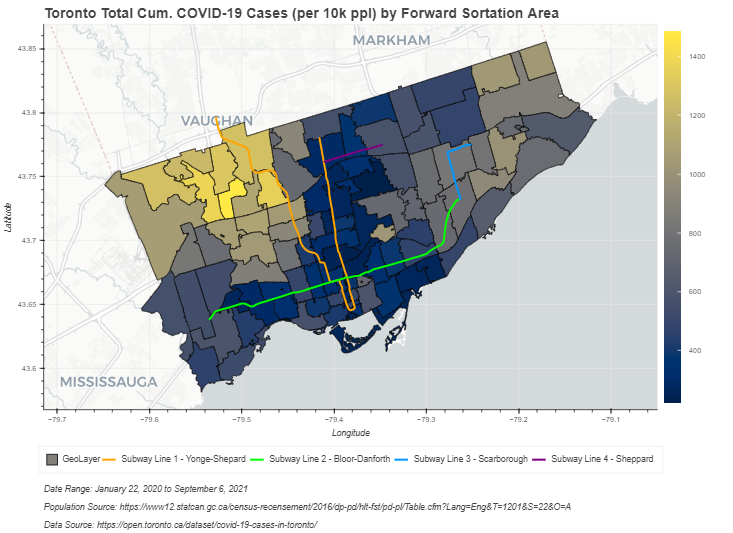 Toronto Total Cum. COVID-19 Cases (per 10k ppl) by Forward Sortation Area
MARKHAM
VAUGHAN
MISSISSAUGA
43.85
43.8
43.75
43.7
43.65
43.6
Latitude
−79.7
−79.6
−79.5
−79.4
−79.3
−79.2
−79.1
Longitude
1400
1200
1000
800
600
400
GeoLayer
Subway Line 1 - Yonge-Shepard
Subway Line 2 - Bloor-Danforth
Subway Line 3 - Scarborough
Subway Line 4 - Sheppard
Date Range: January 22, 2020 to September 6, 2021
Population Source: https://www12.statcan.gc.ca/census-recensement/2016/dp-pd/hlt-fst/pd-pl/Table.cfm?Lang=Eng&T=1201&S=22&O=A
Data Source: https://open.toronto.ca/dataset/covid-19-cases-in-toronto/